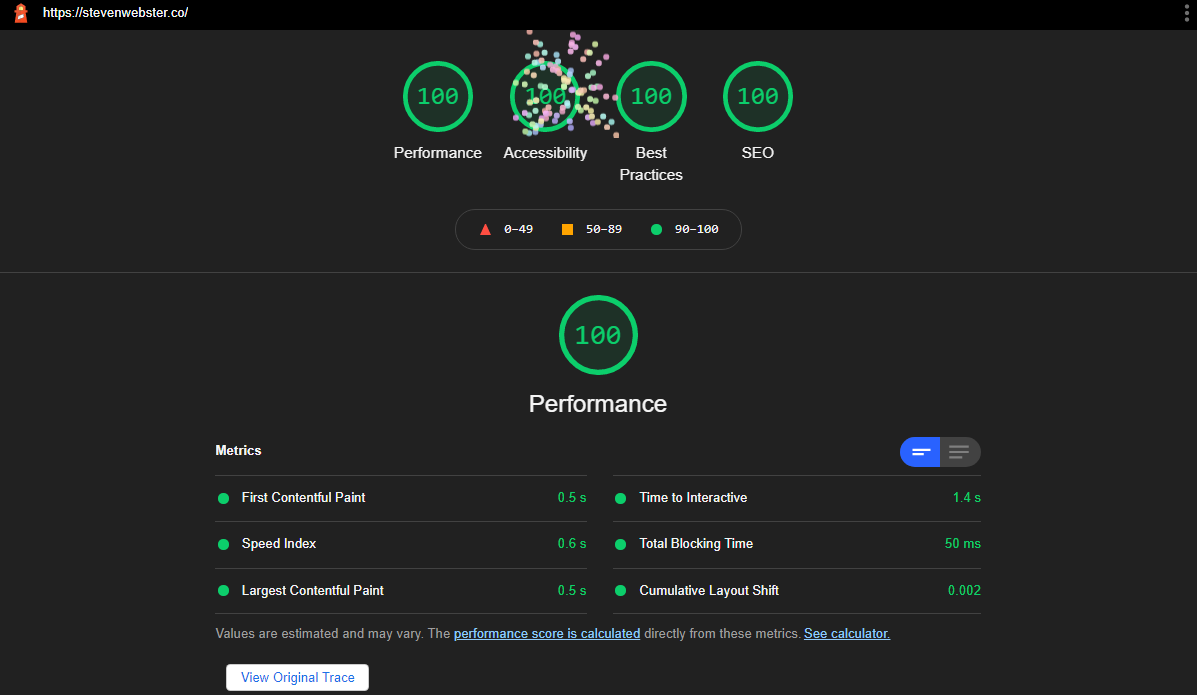 https://stevenwebster.co/
100 100 100 100
Performance Accessibility Best Practices SEO
0–49 50–89 90–100
100
Performance
Metrics
First Contentful Paint 0.5 s
Time to Interactive 1.4 s
Speed Index 0.6 s
Total Blocking Time 50 ms
Largest Contentful Paint 0.5 s
Cumulative Layout Shift 0.002
Values are estimated and may vary. The performance score is calculated directly from these metrics. See calculator.
View Original Trace